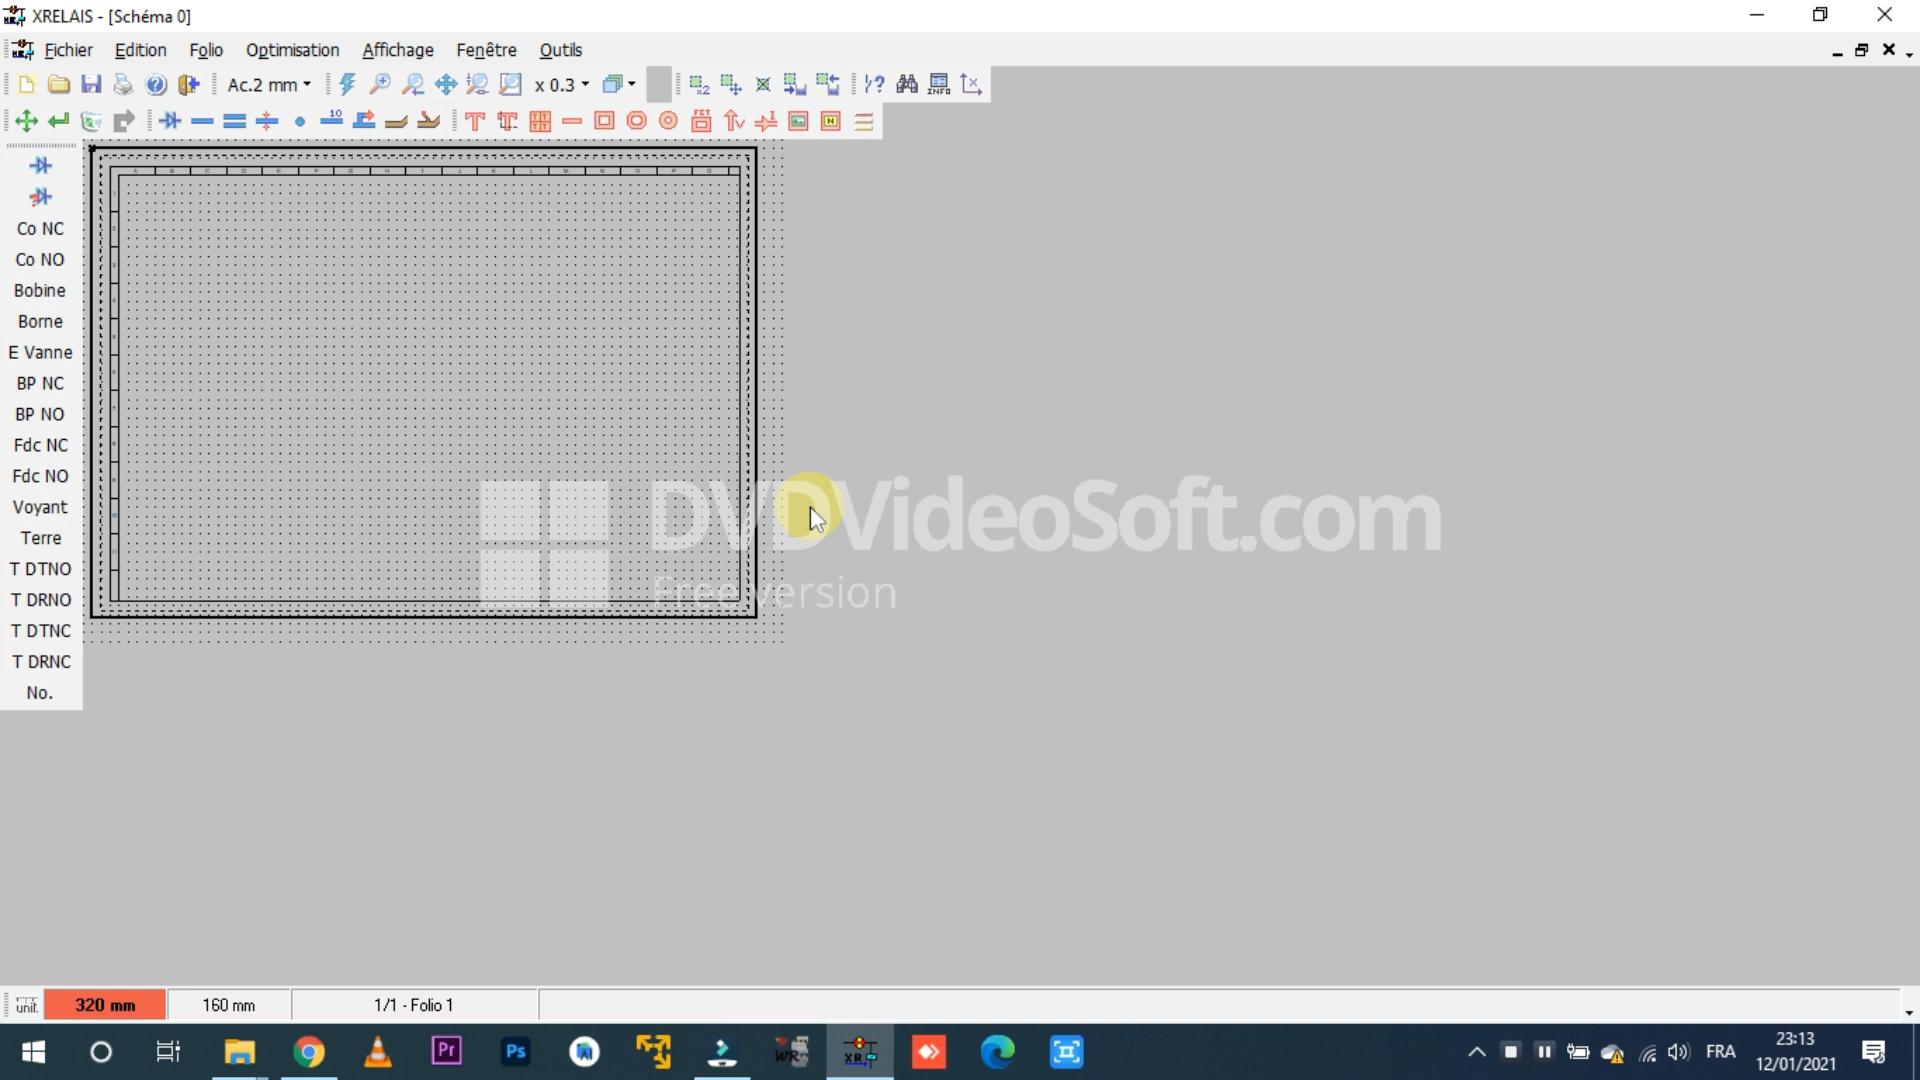 XRELAIS - [Schéma 0]
Fichier Edition Folio Optimisation Affichage Fenêtre Outils
Ac.2 mm x 0.3
Co NC
Co NO
Bobine
Borne
E Vanne
BP NC
BP NO
Fdc NC
Fdc NO
Voyant
Terre
T DTNO
T DRNO
T DTNC
T DRNC
No.
DVDVideoSoft.com
Free version
unit. 320 mm 160 mm 1/1 - Folio 1
FRA
23:13
12/01/2021